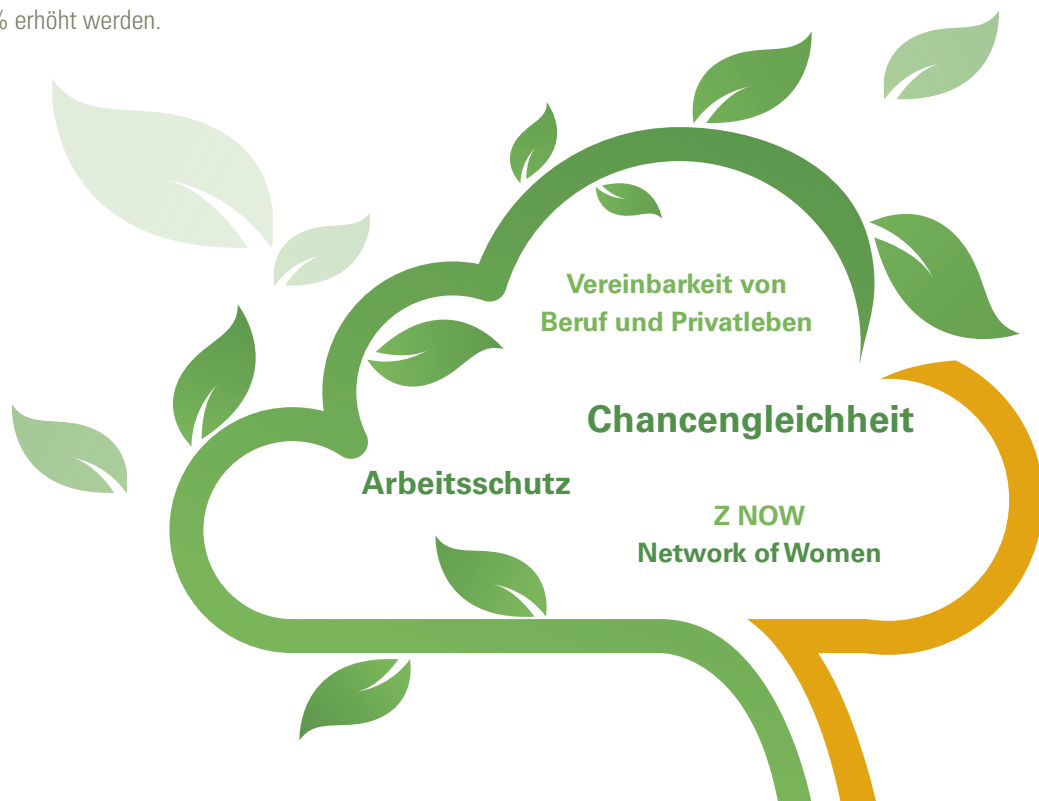 % erhöht werden.
Vereinbarkeit von
Beruf und Privatleben
Chancengleichheit
Arbeitsschutz
Z NOW
Network of Women